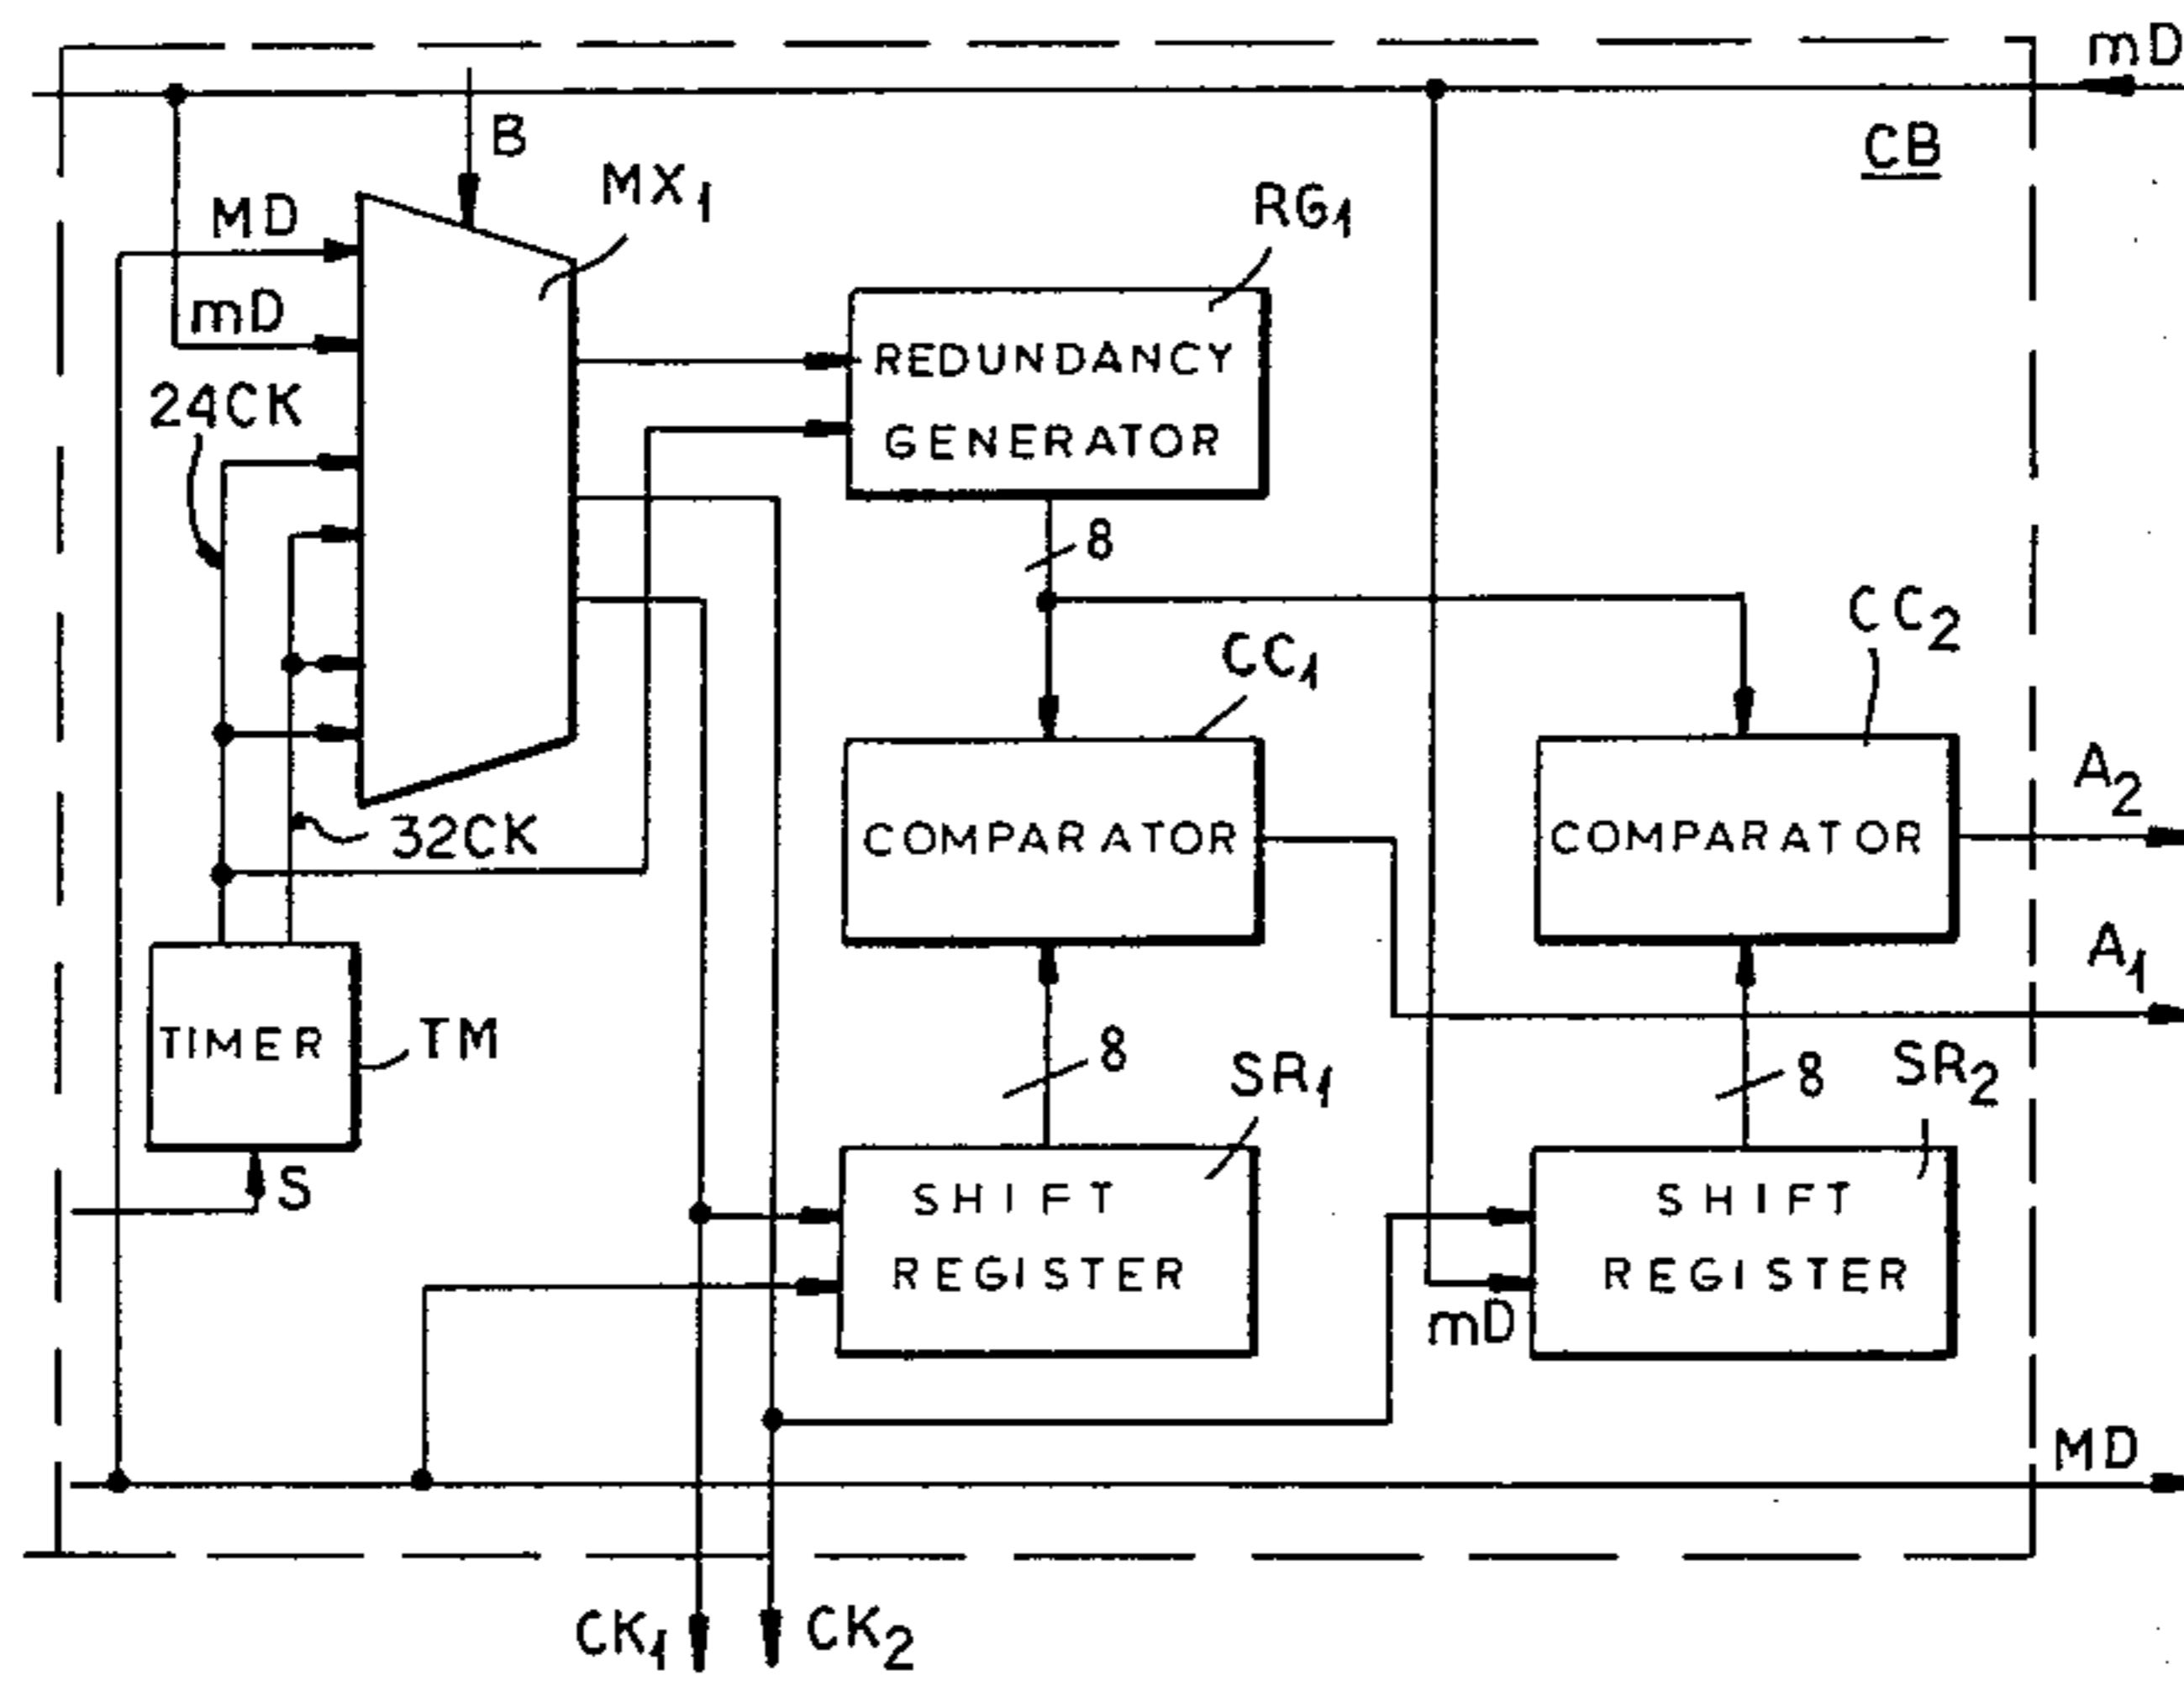 mD
CB
B
MX1
RG1
MD
mD
24CK
REDUNDANCY
GENERATOR
8
CC1
CC2
A2
32CK
COMPARATOR
COMPARATOR
A1
TIMER
TM
8
SR1
8
SR2
S
SHIFT
REGISTER
SHIFT
REGISTER
mD
MD
CK1
CK2